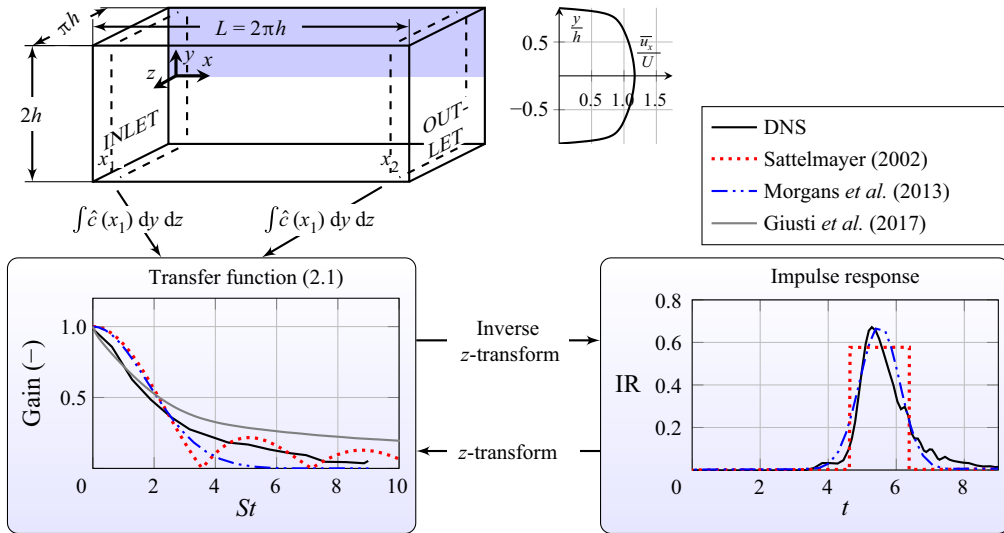 πh
L = 2πh
2h
y
x
z
INLET
OUT-
LET
x₁
x₂
y/h
0.5
−0.5
0.5 1.0 1.5
u̅ₓ/U
DNS
Sattelmayer (2002)
Morgans et al. (2013)
Giusti et al. (2017)
∫ĉ (x₁) dy dz
∫ĉ (x₁) dy dz
Transfer function (2.1)
Gain (−)
1.0
0.5
0 2 4 6 8 10
St
Inverse
z-transform
z-transform
Impulse response
IR
0.8
0.6
0.4
0.2
0 2 4 6 8
t